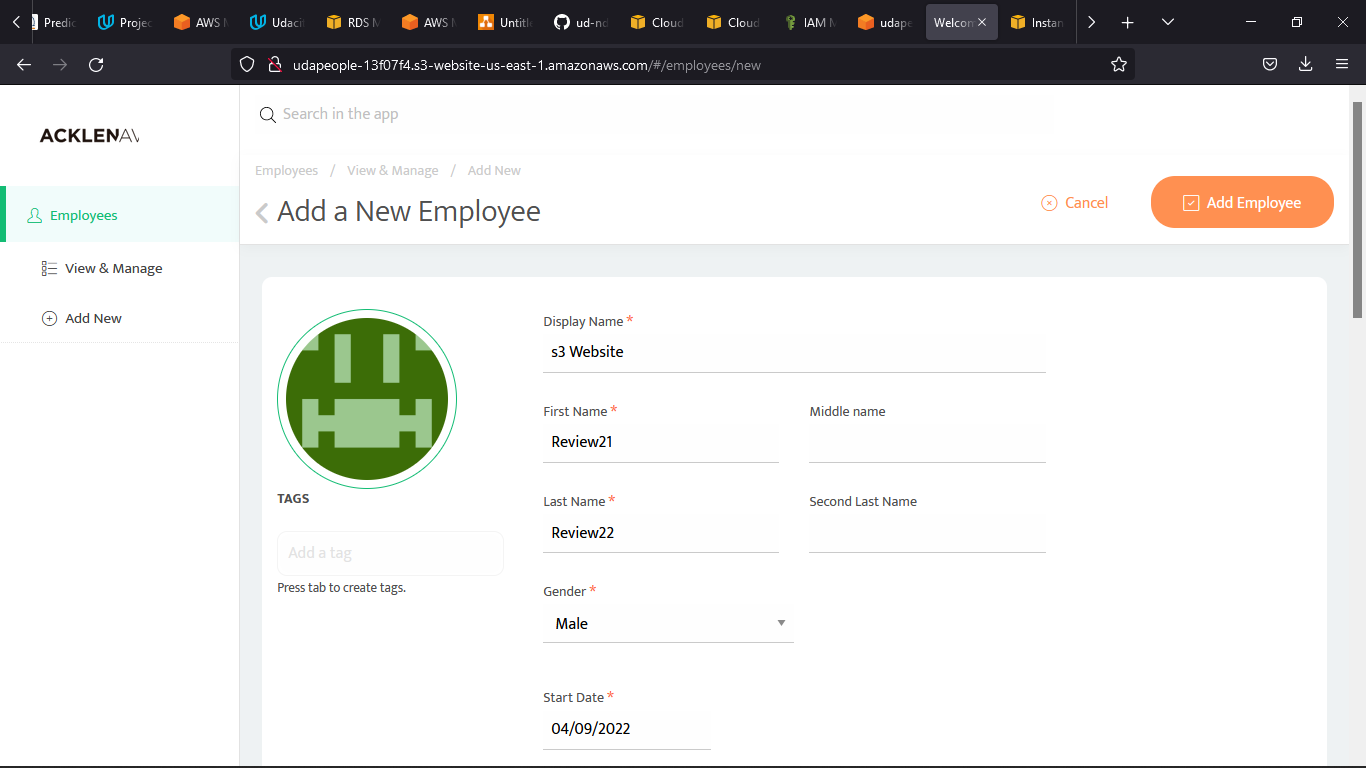 Predic
Projec
AWS M
Udacit
RDS M
AWS M
Untitle
ud-nd
Cloud
Cloud
IAM M
udape
Welcom
Instan
udapeople-13f07f4.s3-website-us-east-1.amazonaws.com/#/employees/new
ACKLENAV
Search in the app
Employees / View & Manage / Add New
Add a New Employee
Cancel
Add Employee
Employees
View & Manage
Add New
Display Name *
s3 Website
First Name *
Middle name
Review21
Last Name *
Second Last Name
Review22
TAGS
Add a tag
Press tab to create tags.
Gender *
Male
Start Date *
04/09/2022